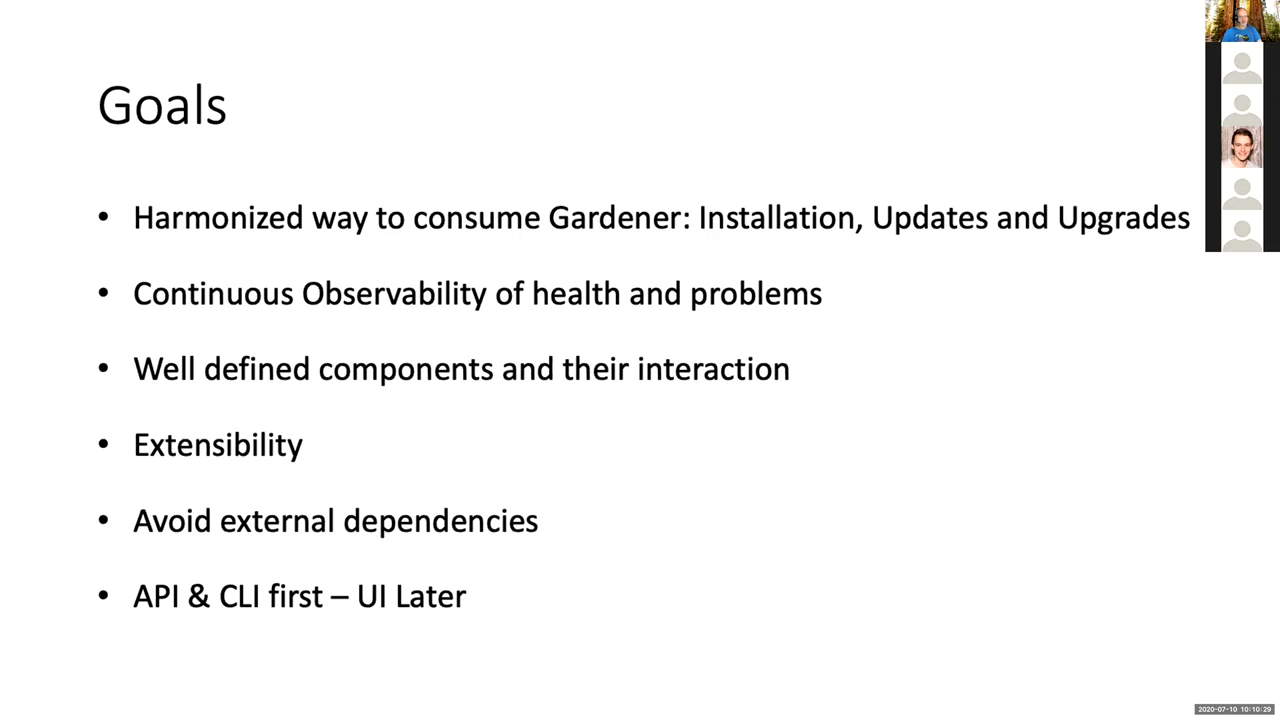 Goals
• Harmonized way to consume Gardener: Installation, Updates and Upgrades
• Continuous Observability of health and problems
• Well defined components and their interaction
• Extensibility
• Avoid external dependencies
• API & CLI first – UI Later
2020-07-10 10:10:29